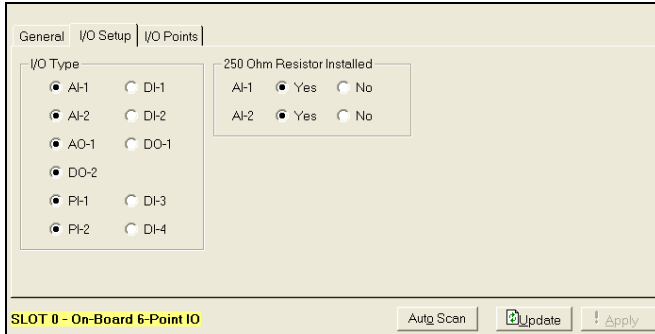 General I/O Setup I/O Points
I/O Type
AI-1 DI-1
AI-2 DI-2
AO-1 DO-1
DO-2
PI-1 DI-3
PI-2 DI-4
250 Ohm Resistor Installed
AI-1 Yes No
AI-2 Yes No
SLOT 0 - On-Board 6-Point IO
Auto Scan Update ! Apply